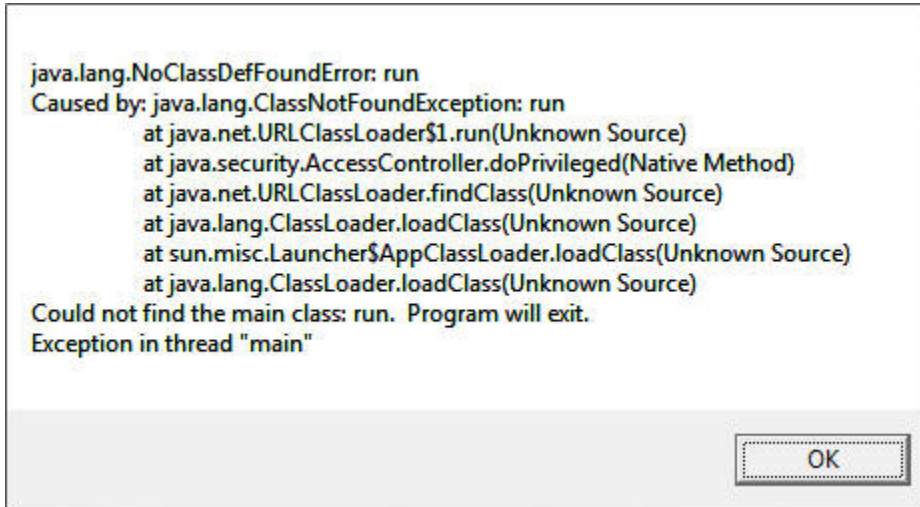 java.lang.NoClassDefFoundError: run
Caused by: java.lang.ClassNotFoundException: run
at java.net.URLClassLoader$1.run(Unknown Source)
at java.security.AccessController.doPrivileged(Native Method)
at java.net.URLClassLoader.findClass(Unknown Source)
at java.lang.ClassLoader.loadClass(Unknown Source)
at sun.misc.Launcher$AppClassLoader.loadClass(Unknown Source)
at java.lang.ClassLoader.loadClass(Unknown Source)
Could not find the main class: run.  Program will exit.
Exception in thread "main"
OK